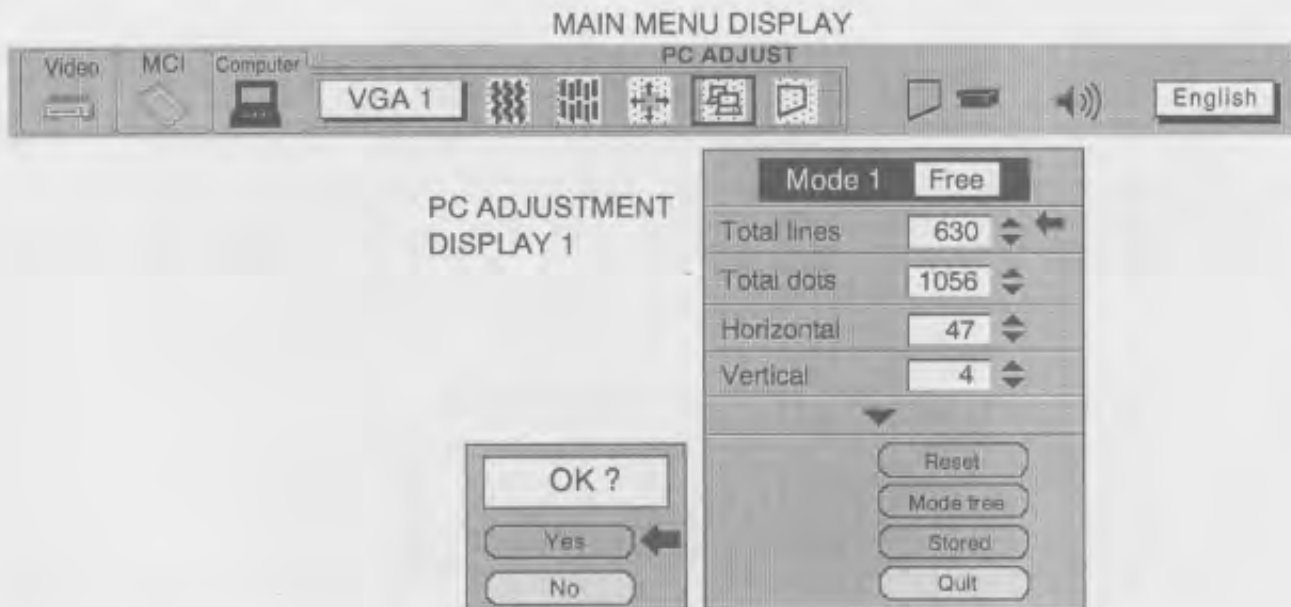 MAIN MENU DISPLAY
PC ADJUST
Video MCI Computer VGA 1 English
PC ADJUSTMENT
DISPLAY 1
Mode 1 Free
Total lines 630
Total dots 1056
Horizontal 47
Vertical 4
Reset
Mode free
Stored
Quit
OK ?
Yes
No